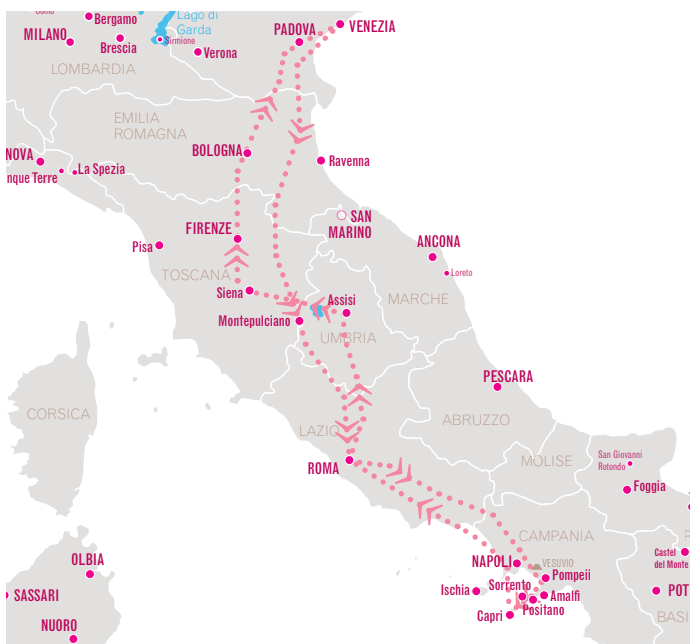 Bergamo
Lago di
Garda
MILANO
Brescia
Sirmione
Verona
PADOVA
VENEZIA
LOMBARDIA
EMILIA
ROMAGNA
BOLOGNA
Ravenna
NOVA
La Spezia
nque Terre
SAN
MARINO
FIRENZE
Pisa
ANCONA
Loreto
TOSCANA
Siena
Assisi
MARCHE
Montepulciano
UMBRIA
PESCARA
CORSICA
ABRUZZO
LAZIO
MOLISE
San Giovanni
Rotondo
ROMA
Foggia
CAMPANIA
OLBIA
NAPOLI
VESUVIO
Castel
del Monte
Pompeii
Sorrento
Ischia
Amalfi
SASSARI
Positano
Capri
POT
BASI
NUORO